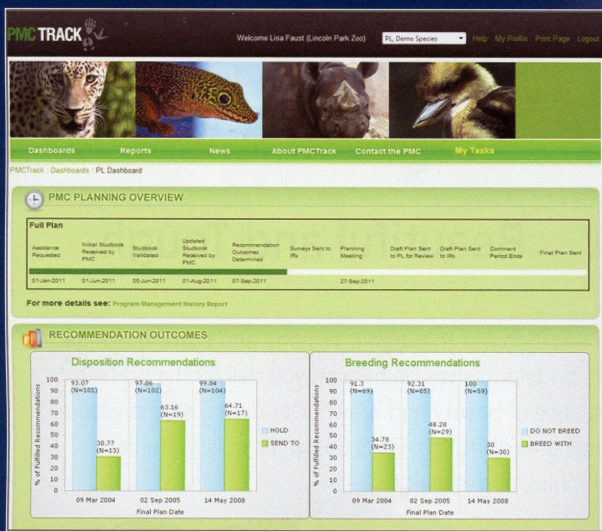 PMCTRACK
Welcome Lisa Faust (Lincoln Park Zoo) PL, Demo Species Help My Profile Print Page Logout
Dashboards Reports News About PMCTrack Contact the PMC My Tasks
PMCTrack : Dashboards : PL Dashboard
PMC PLANNING OVERVIEW
Full Plan
Assistance Requested
Initial Studbook Received by PMC
Studbook Validated
Updated Studbook Received by PMC
Recommendation Outcomes Determined
Surveys Sent to IRs
Planning Meeting
Draft Plan Sent to PL for Review
Draft Plan Sent to IRs
Comment Period Ends
Final Plan Sent
01-Jan-2011 01-Jun-2011 05-Jun-2011 01-Aug-2011 07-Sep-2011 27-Sep-2011
For more details see: Program Management History Report
RECOMMENDATION OUTCOMES
Disposition Recommendations
% of Fulfilled Recommendations
100
90
80
70
60
50
40
30
20
10
0
93.07
(N=101)
30.77
(N=13)
97.06
(N=102)
63.16
(N=19)
99.04
(N=104)
64.71
(N=17)
HOLD
SEND TO
09 Mar 2004 02 Sep 2005 14 May 2008
Final Plan Date
Breeding Recommendations
% of Fulfilled Recommendations
100
90
80
70
60
50
40
30
20
10
0
91.3
(N=69)
34.78
(N=23)
92.31
(N=65)
48.28
(N=29)
100
(N=59)
30
(N=30)
DO NOT BREED
BREED WITH
09 Mar 2004 02 Sep 2005 14 May 2008
Final Plan Date